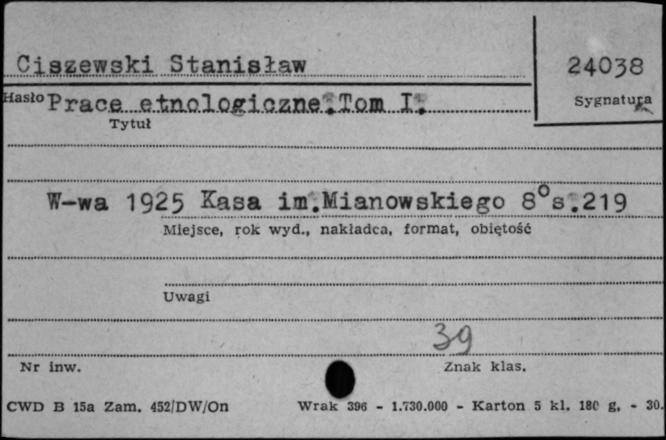 Ciszewski Stanisław
24038
Hasło Prace etnologiczne.Tom I.
Sygnatura
Tytuł
W-wa 1925 Kasa im.Mianowskiego 8° s.219
Miejsce, rok wyd., nakładca, format, obiętość
Uwagi
39
Nr inw.
Znak klas.
CWD B 15a Zam. 452/DW/On
Wrak 396 - 1.730.000 - Karton 5 kl. 180 g. - 30.